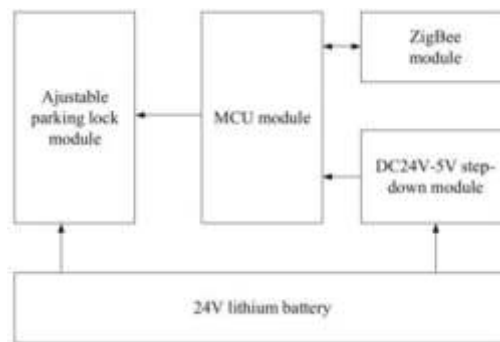 Ajustable
parking lock
module
MCU module
ZigBee
module
DC24V-5V step-
down module
24V lithium battery